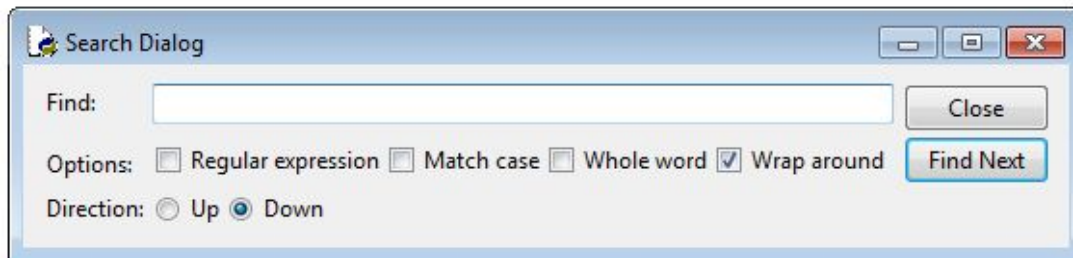 Search Dialog
Find: Close
Options: Regular expression Match case Whole word Wrap around Find Next
Direction: Up Down